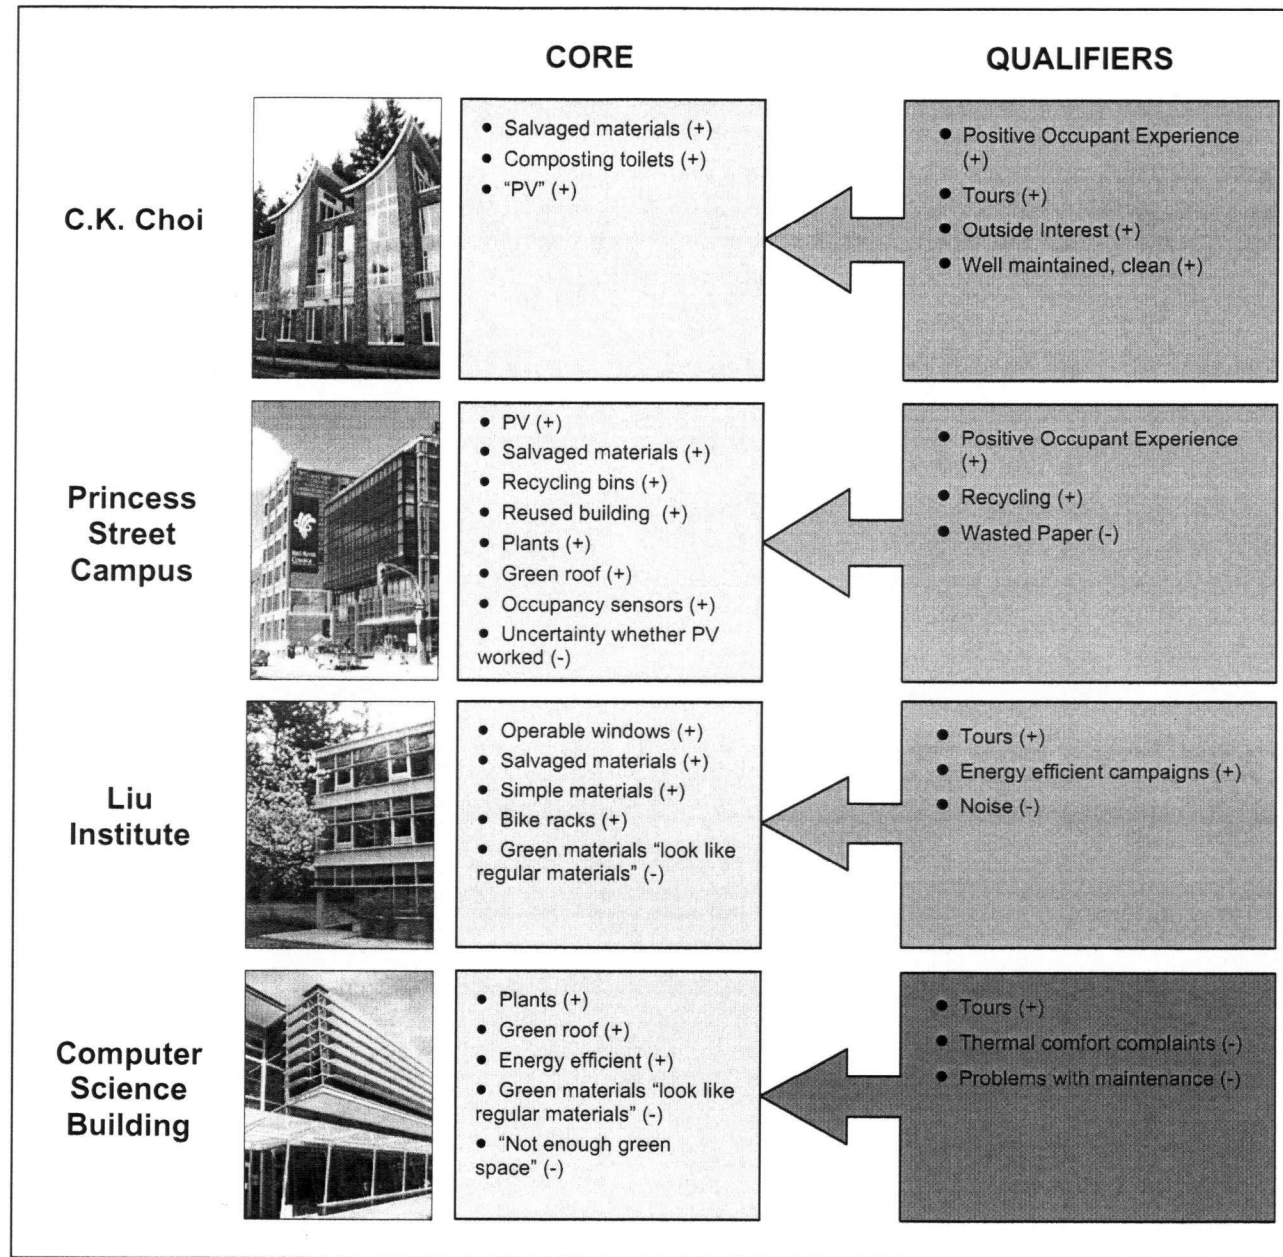 CORE
QUALIFIERS
C.K. Choi
● Salvaged materials (+)
● Composting toilets (+)
● “PV” (+)
● Positive Occupant Experience
(+)
● Tours (+)
● Outside Interest (+)
● Well maintained, clean (+)
Princess
Street
Campus
● PV (+)
● Salvaged materials (+)
● Recycling bins (+)
● Reused building (+)
● Plants (+)
● Green roof (+)
● Occupancy sensors (+)
● Uncertainty whether PV
worked (-)
● Positive Occupant Experience
(+)
● Recycling (+)
● Wasted Paper (-)
Liu
Institute
● Operable windows (+)
● Salvaged materials (+)
● Simple materials (+)
● Bike racks (+)
● Green materials “look like
regular materials” (-)
● Tours (+)
● Energy efficient campaigns (+)
● Noise (-)
Computer
Science
Building
● Plants (+)
● Green roof (+)
● Energy efficient (+)
● Green materials “look like
regular materials” (-)
● “Not enough green
space” (-)
● Tours (+)
● Thermal comfort complaints (-)
● Problems with maintenance (-)